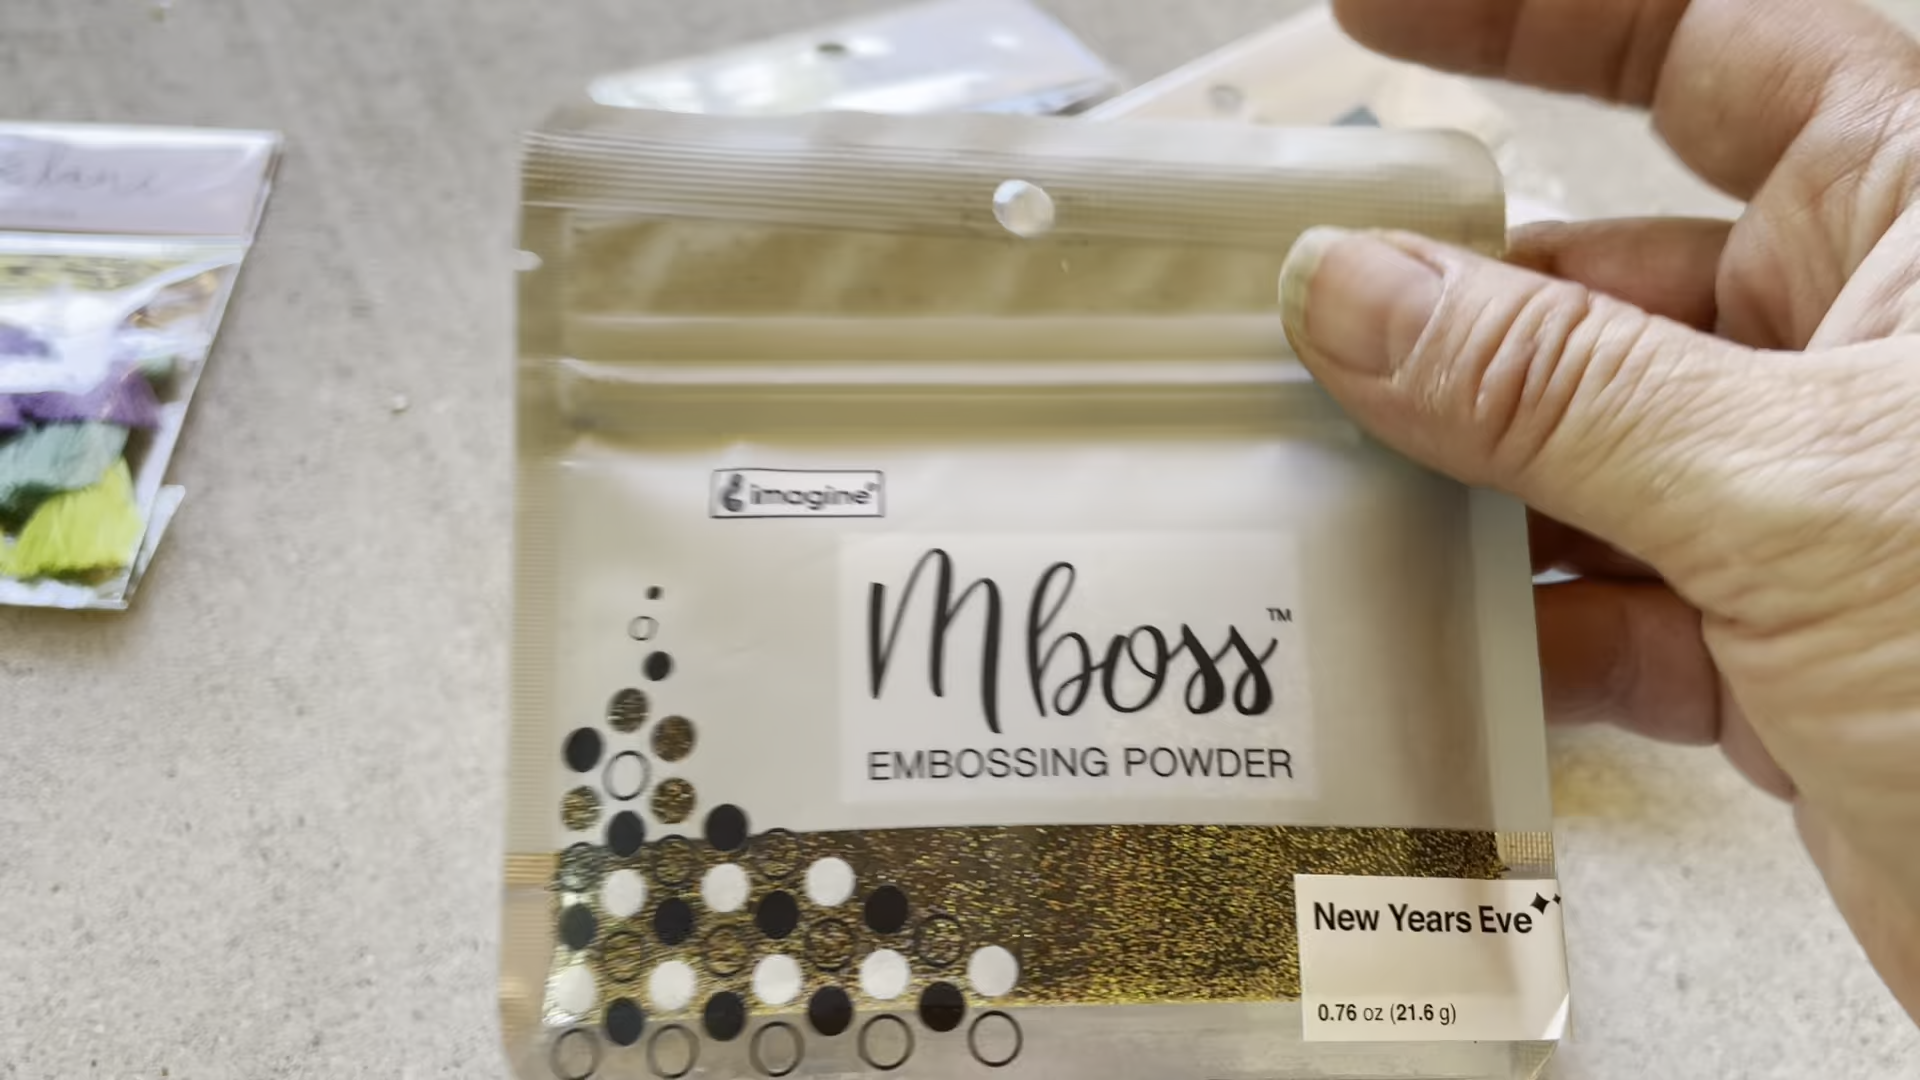 imagine®
Mboss™
EMBOSSING POWDER
New Years Eve
0.76 oz (21.6 g)